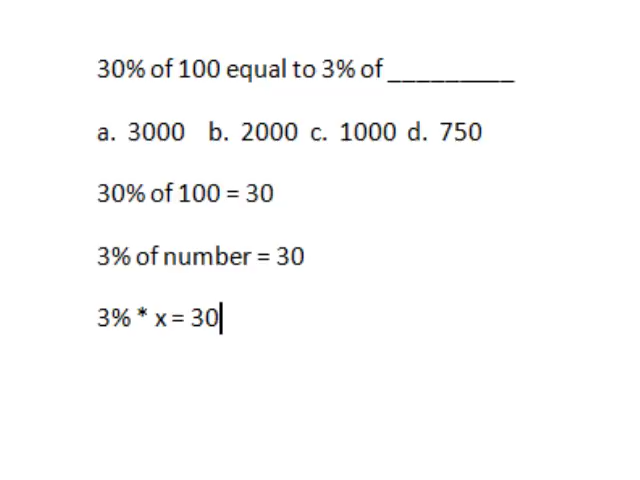 30% of 100 equal to 3% of _________
a. 3000 b. 2000 c. 1000 d. 750
30% of 100 = 30
3% of number = 30
3% * x = 30